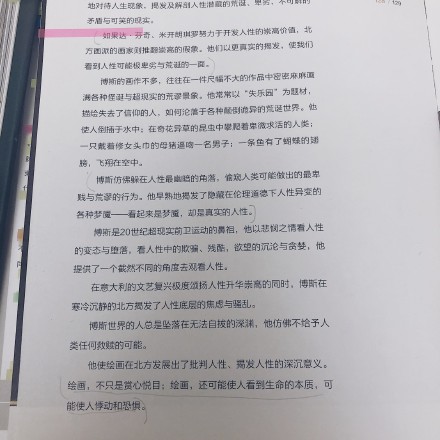 地对待人生现象，揭发及解剖人性潜藏的荒诞、卑劣、不可解的
矛盾与可笑的现实。
如果达·芬奇、米开朗琪罗努力于开发人性的崇高价值，北
方画派的画家则推翻崇高的假象。他们以更真实的揭发，使我们
看到人性可能极卑劣与荒诞的一面。
博斯的画作不多，往往在一件尺幅不大的作品中密密麻麻画
满各种怪诞与超现实的荒谬景象。他常常以“失乐园”为题材，
描绘失去了信仰的人，如何沦落于各种颠倒诡异的荒诞世界。他
使人倒插于水中；在奇花异草的昆虫中攀爬着卑微求活的人类；
一只戴着修女头巾的母猪逼吻一名男子；一条鱼有了蝴蝶的翅
膀，飞翔在空中。
博斯仿佛躲在人性最幽暗的角落，偷窥人类可能做出的最卑
贱与荒谬的行为。他早熟地揭发了隐藏在伦理道德下人性异变的
各种梦魇——看起来是梦魇，却是真实的人性。
博斯是20世纪超现实前卫运动的鼻祖，他以悲悯之情看人性
的变态与堕落，看人性中的欺骗、残酷，欲望的沉沦与贪婪，他
提供了一个截然不同的角度去观看人性。
在意大利的文艺复兴极度颂扬人性升华崇高的同时，博斯在
寒冷沉静的北方揭发了人性底层的焦虑与骚乱。
博斯世界的人总是坠落在无法自拔的深渊，他仿佛不给予人
类任何救赎的可能。
他使绘画在北方发展出了批判人性、揭发人性的深沉意义。
绘画，不只是赏心悦目；绘画，还可能使人看到生命的本质，可
能使人悸动和恐惧。